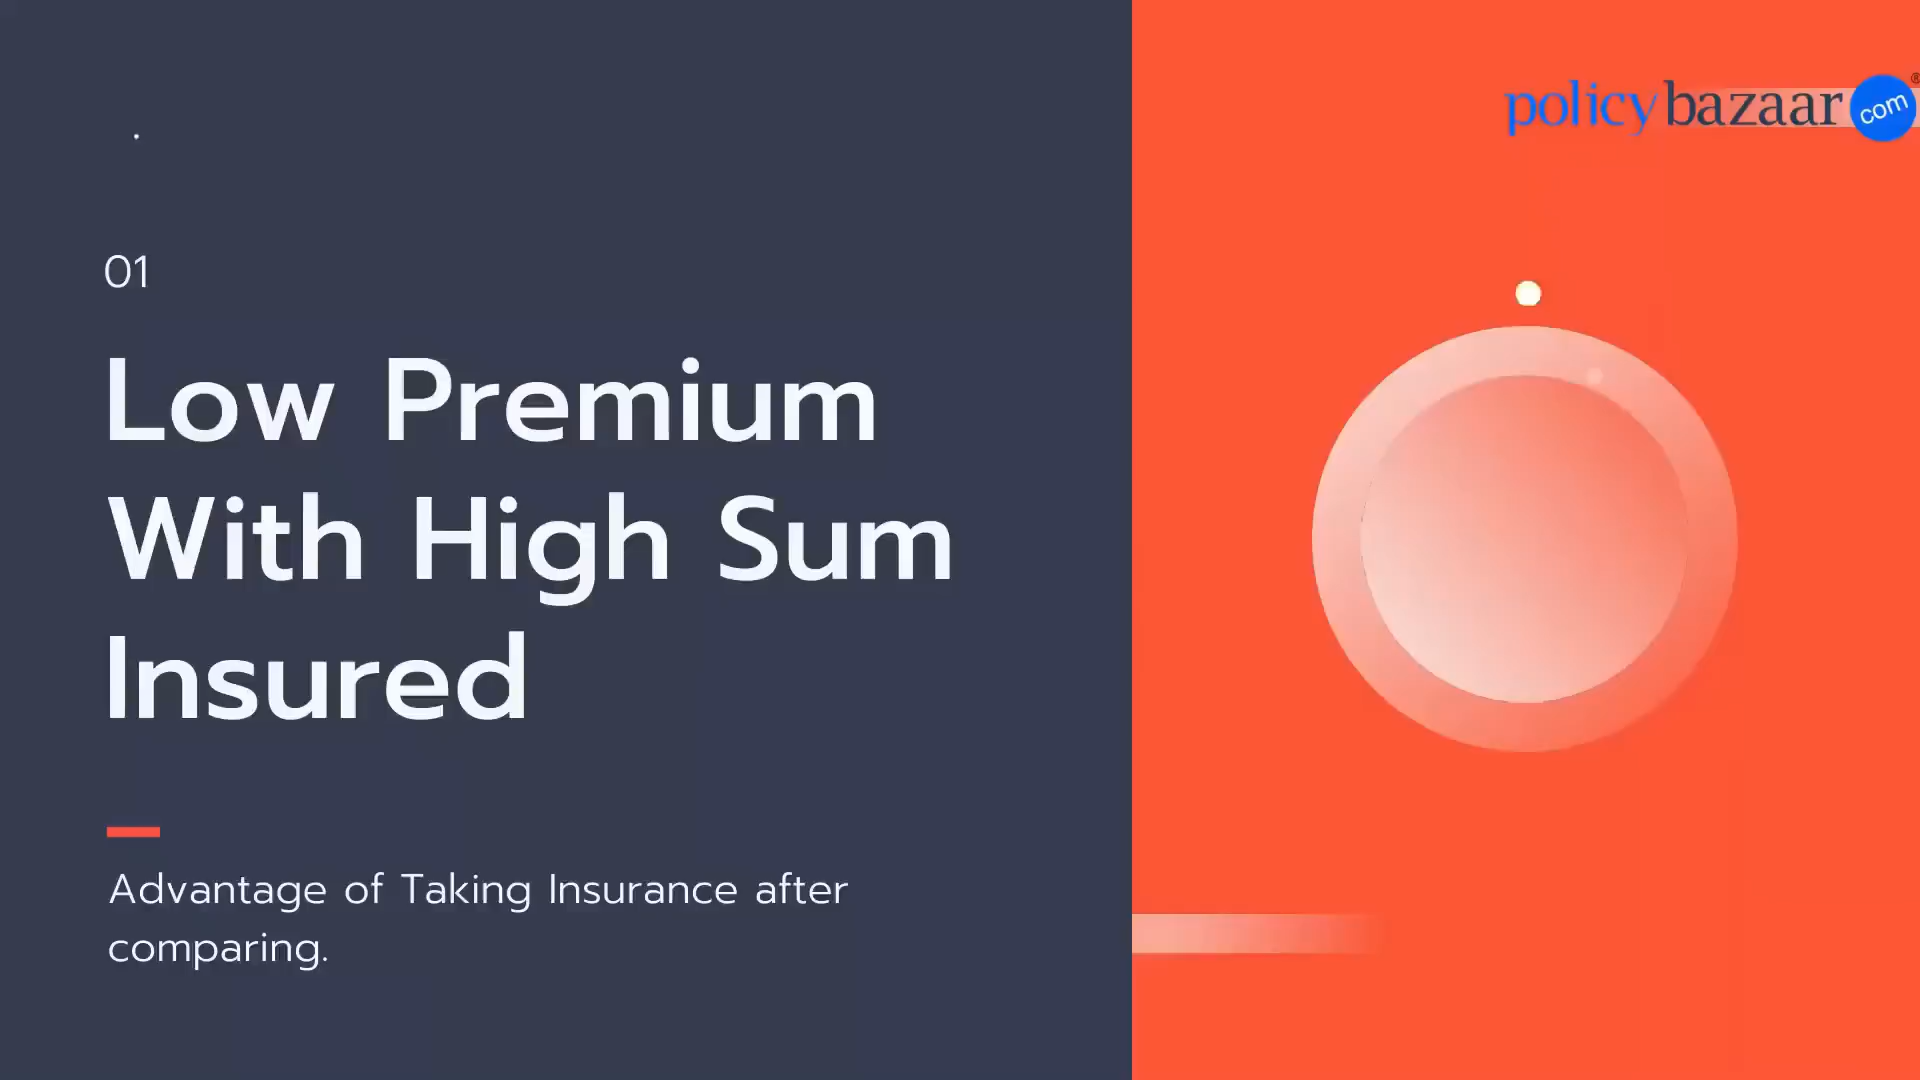 policybazaar com ®
01
Low Premium
With High Sum
Insured
Advantage of Taking Insurance after
comparing.